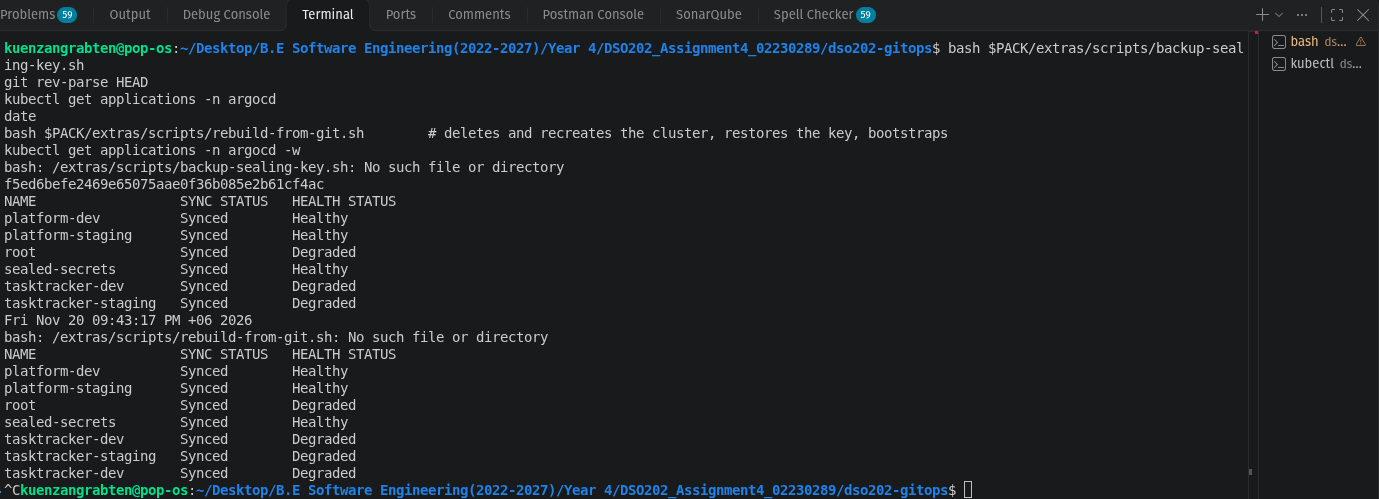 Problems 59 Output Debug Console Terminal Ports Comments Postman Console SonarQube Spell Checker 59
kuenzangrabten@pop-os:~/Desktop/B.E Software Engineering(2022-2027)/Year 4/DSO202_Assignment4_02230289/dso202-gitops$ bash $PACK/extras/scripts/backup-seal
ing-key.sh
git rev-parse HEAD
kubectl get applications -n argocd
date
bash $PACK/extras/scripts/rebuild-from-git.sh        # deletes and recreates the cluster, restores the key, bootstraps
kubectl get applications -n argocd -w
bash: /extras/scripts/backup-sealing-key.sh: No such file or directory
f5ed6befe2469e65075aae0f36b085e2b61cf4ac
NAME                 SYNC STATUS   HEALTH STATUS
platform-dev         Synced        Healthy
platform-staging     Synced        Healthy
root                 Synced        Degraded
sealed-secrets       Synced        Healthy
tasktracker-dev      Synced        Degraded
tasktracker-staging  Synced        Degraded
Fri Nov 20 09:43:17 PM +06 2026
bash: /extras/scripts/rebuild-from-git.sh: No such file or directory
NAME                 SYNC STATUS   HEALTH STATUS
platform-dev         Synced        Healthy
platform-staging     Synced        Healthy
root                 Synced        Degraded
sealed-secrets       Synced        Healthy
tasktracker-dev      Synced        Degraded
tasktracker-staging  Synced        Degraded
tasktracker-dev      Synced        Degraded
^Ckuenzangrabten@pop-os:~/Desktop/B.E Software Engineering(2022-2027)/Year 4/DSO202_Assignment4_02230289/dso202-gitops$
bash ds...
kubectl ds...